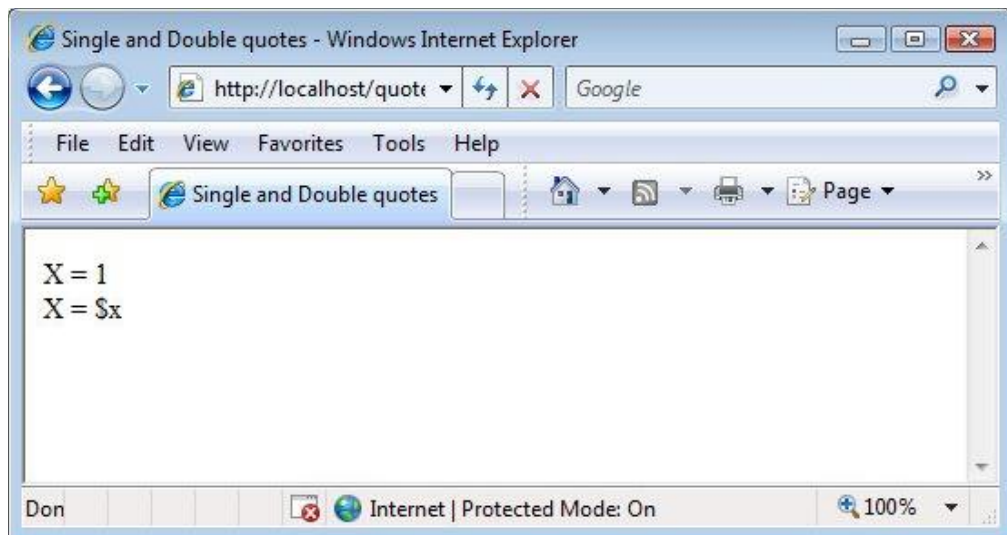 Single and Double quotes - Windows Internet Explorer
http://localhost/quote
Google
File Edit View Favorites Tools Help
Single and Double quotes
Page
X = 1
X = $x
Don
Internet | Protected Mode: On
100%